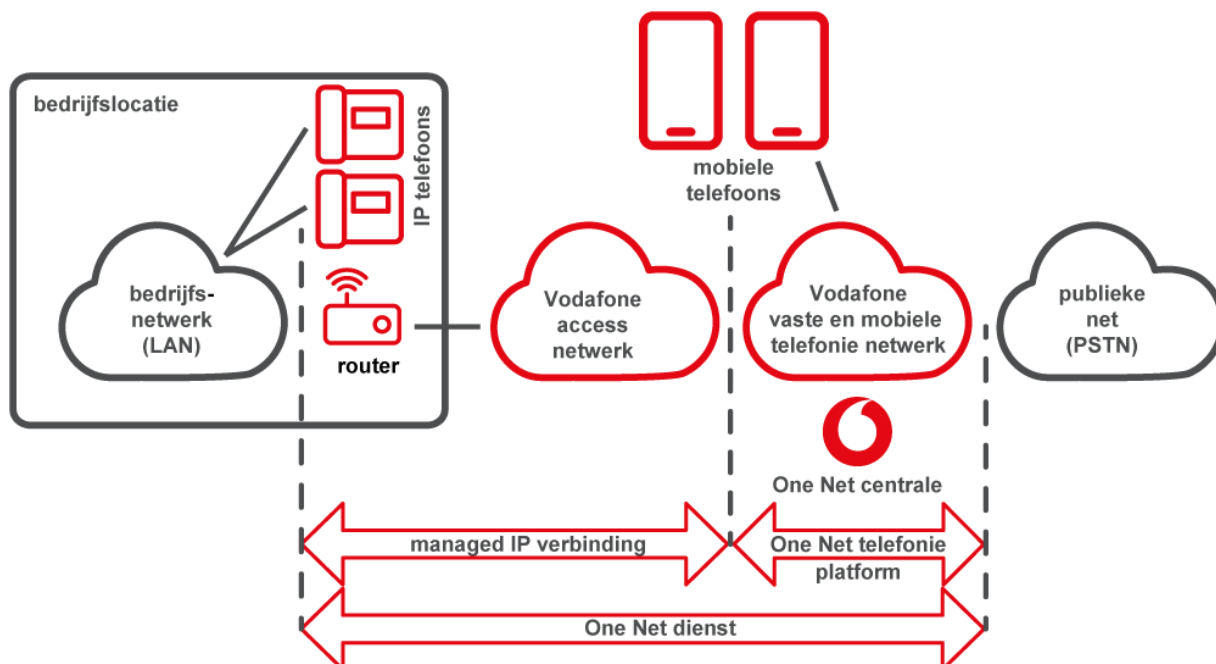 bedrijfslocatie
IP telefoons
bedrijfs-
netwerk
(LAN)
router
mobiele
telefoons
Vodafone
access
netwerk
Vodafone
vaste en mobiele
telefonie netwerk
publieke
net
(PSTN)
One Net centrale
managed IP verbinding
One Net telefonie
platform
One Net dienst